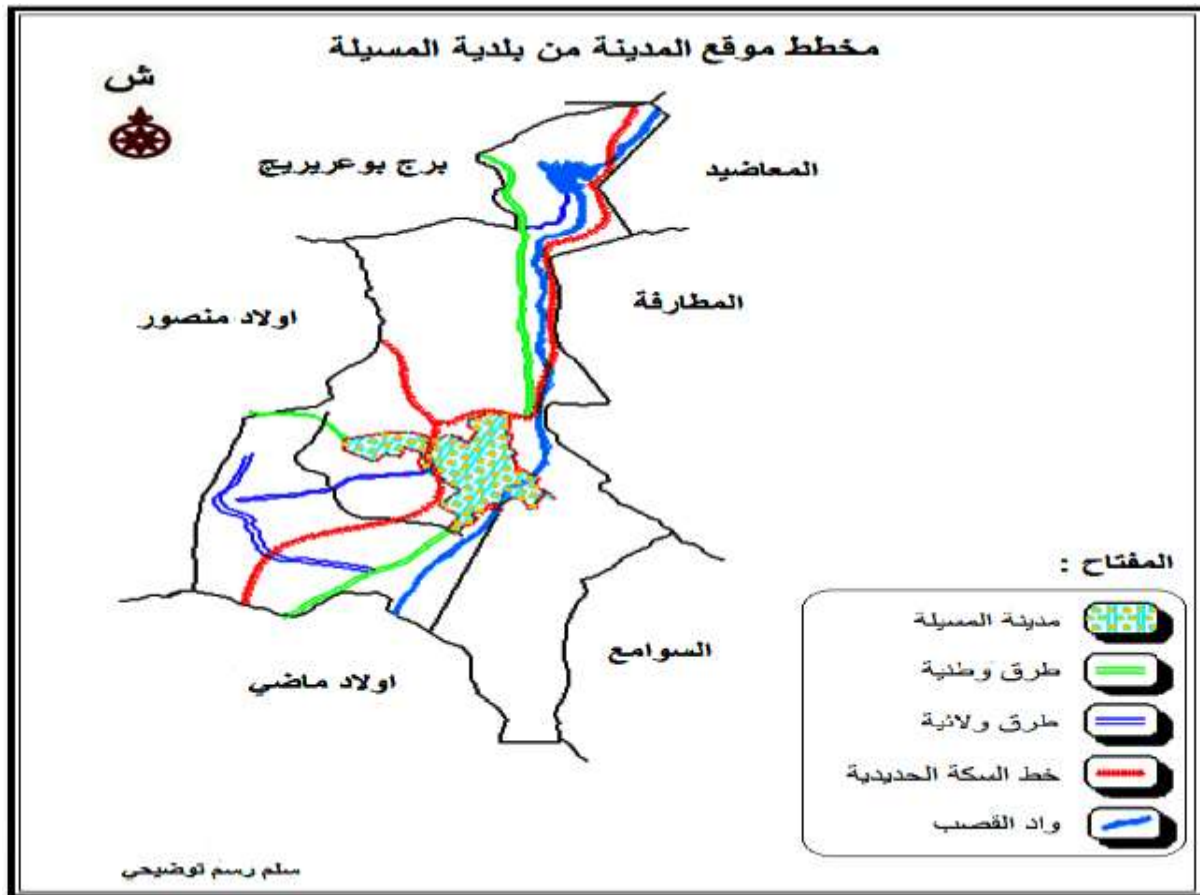 مخطط موقع المدينة من بلدية المسيلة
ش
برج بوعريريج
المعاضيد
المطارفة
اولاد منصور
السوامع
اولاد ماضي
المفتاح :
مدينة المسيلة
طرق وطنية
طرق ولائية
خط السكة الحديدية
واد القصب
سلم رسم توضيحي